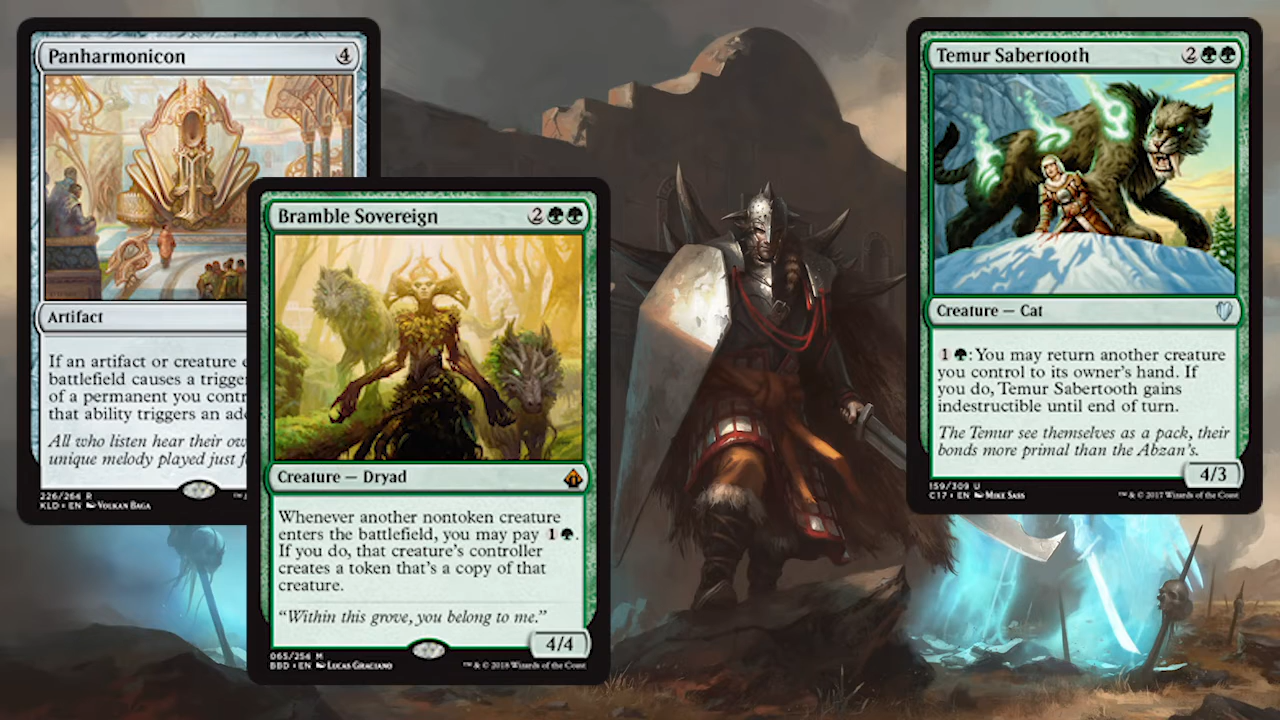 Panharmonicon 4
Artifact
If an artifact or creature
battlefield causes a trigge
of a permanent you contr
that ability triggers an ad
All who listen hear their ow
unique melody played just f
226/264 R
KLD • EN Volkan Baga
Bramble Sovereign 2
Creature — Dryad
Whenever another nontoken creature
enters the battlefield, you may pay 1 .
If you do, that creature's controller
creates a token that's a copy of that
creature.
"Within this grove, you belong to me."
4/4
065/254 M
BBD • EN Lucas Graciano ™ & © 2018 Wizards of the Coast
Temur Sabertooth 2
Creature — Cat
1 : You may return another creature
you control to its owner's hand. If
you do, Temur Sabertooth gains
indestructible until end of turn.
The Temur see themselves as a pack, their
bonds more primal than the Abzan's.
4/3
159/309 U
C17 • EN Mike Sass ™ & © 2017 Wizards of the Coast